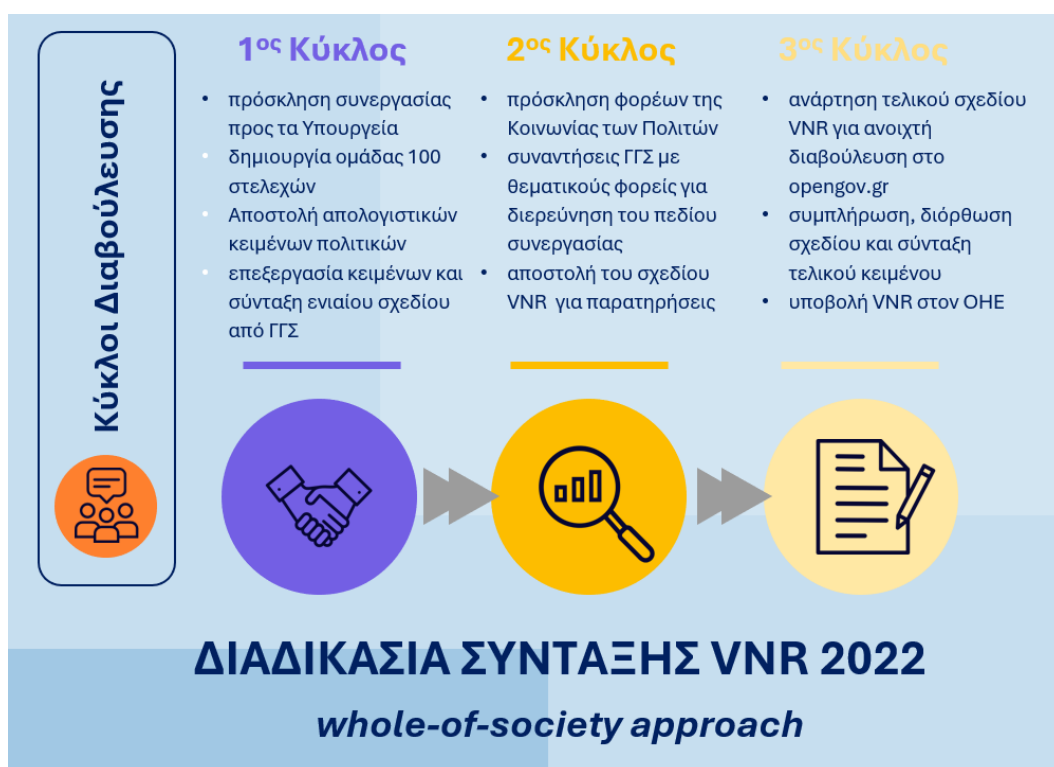 Κύκλοι Διαβούλευσης
1ος Κύκλος
• πρόσκληση συνεργασίας
προς τα Υπουργεία
• δημιουργία ομάδας 100
στελεχών
• Αποστολή απολογιστικών
κειμένων πολιτικών
• επεξεργασία κειμένων και
σύνταξη ενιαίου σχεδίου
από ΓΓΣ
2ος Κύκλος
• πρόσκληση φορέων της
Κοινωνίας των Πολιτών
• συναντήσεις ΓΓΣ με
θεματικούς φορείς για
διερεύνηση του πεδίου
συνεργασίας
• αποστολή του σχεδίου
VNR για παρατηρήσεις
3ος Κύκλος
• ανάρτηση τελικού σχεδίου
VNR για ανοιχτή
διαβούλευση στο
opengov.gr
• συμπλήρωση, διόρθωση
σχεδίου και σύνταξη
τελικού κειμένου
• υποβολή VNR στον ΟΗΕ
ΔΙΑΔΙΚΑΣΙΑ ΣΥΝΤΑΞΗΣ VNR 2022
whole-of-society approach